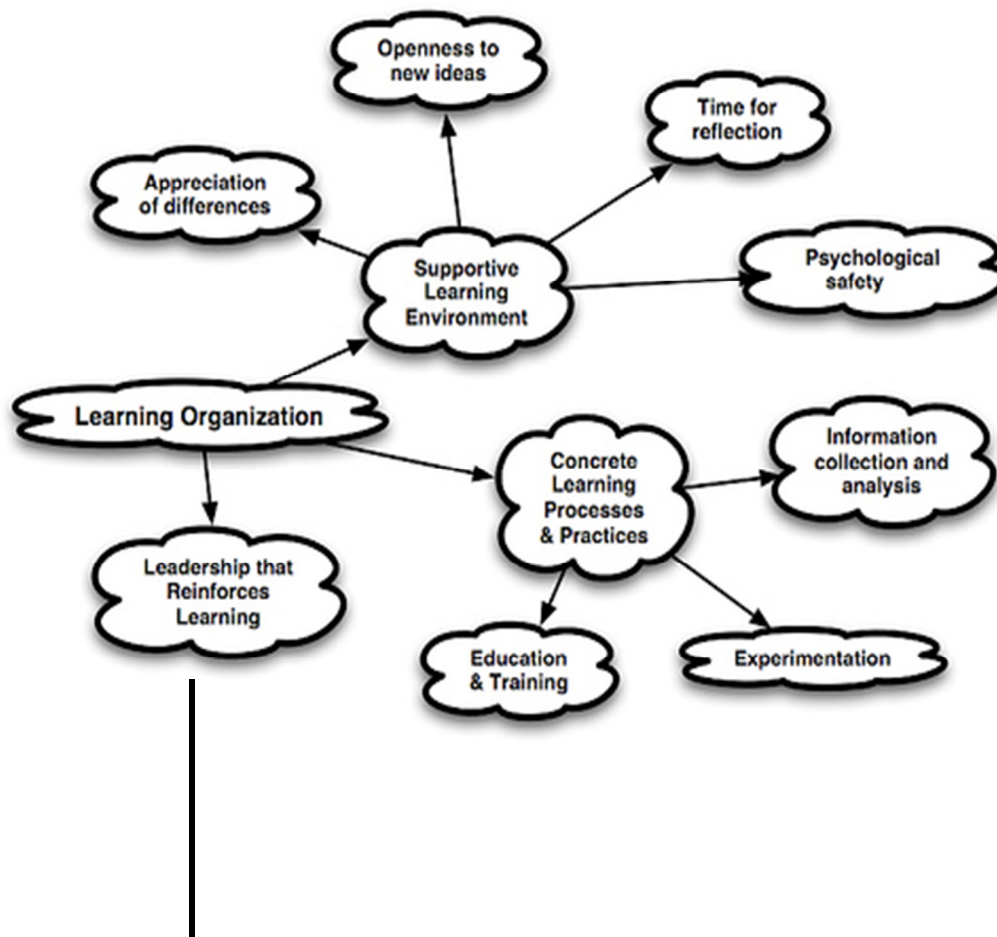 Openness to
new ideas
Time for
reflection
Appreciation
of differences
Supportive
Learning
Environment
Psychological
safety
Learning Organization
Concrete
Learning
Processes
& Practices
Information
collection and
analysis
Leadership that
Reinforces
Learning
Education
& Training
Experimentation